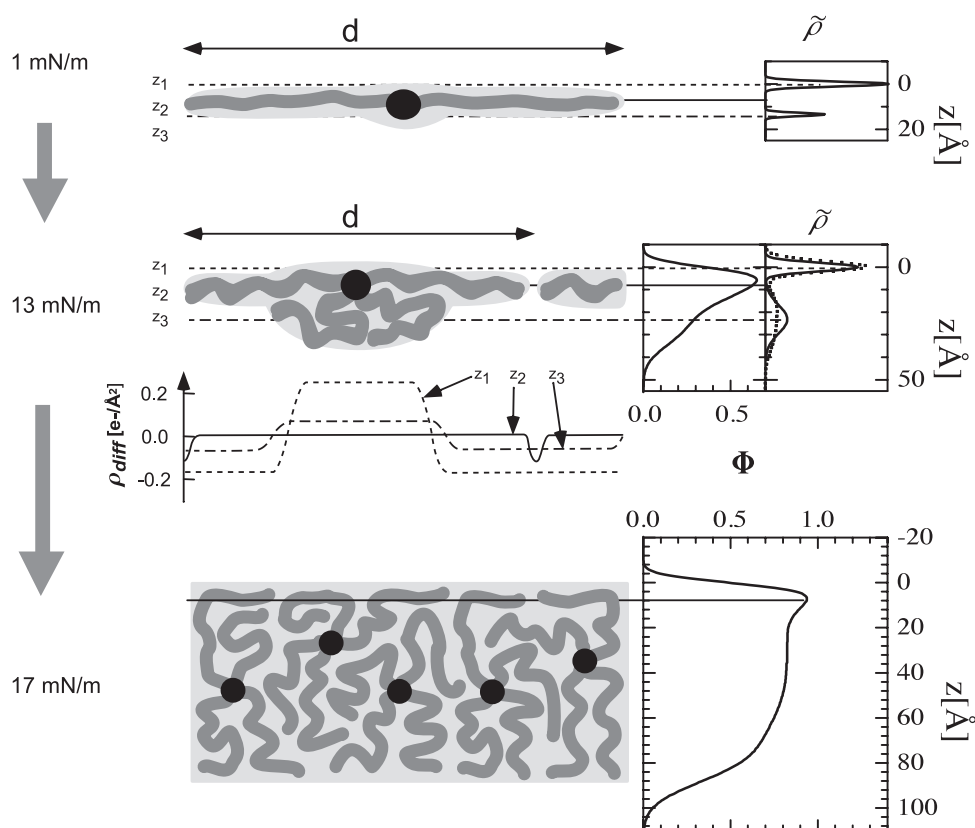 d
ρ̃
1 mN/m
z1
z2
z3
0
20
z[Å]
d
ρ̃
13 mN/m
z1
z2
z3
0
50
z[Å]
0.0 0.5
Φ
ρdiff [e-/Å²]
0.2
0.0
-0.2
z1 z2 z3
0.0 0.5 1.0
-20
0
20
40
60
80
100
z[Å]
17 mN/m